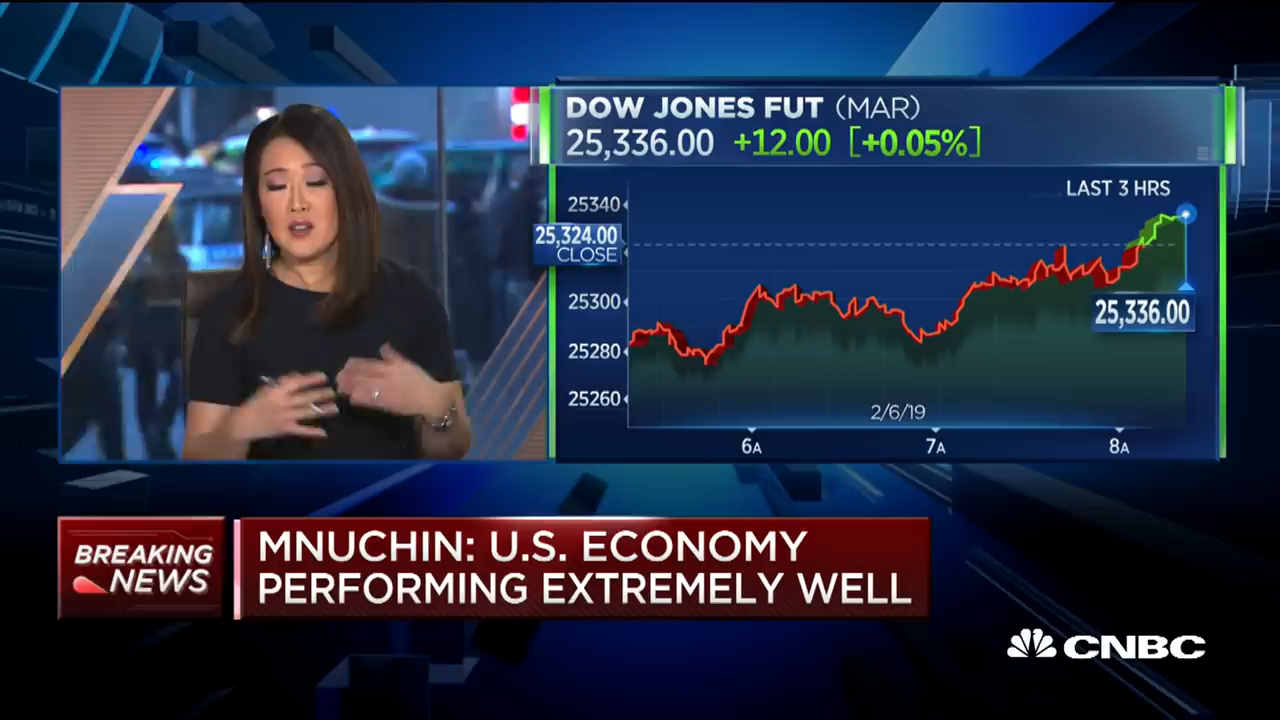 DOW JONES FUT (MAR)
25,336.00 +12.00 [+0.05%]
LAST 3 HRS
25340
25,324.00
CLOSE
25300
25280
25260
25,336.00
2/6/19
6A 7A 8A
BREAKING
NEWS
MNUCHIN: U.S. ECONOMY
PERFORMING EXTREMELY WELL
CNBC